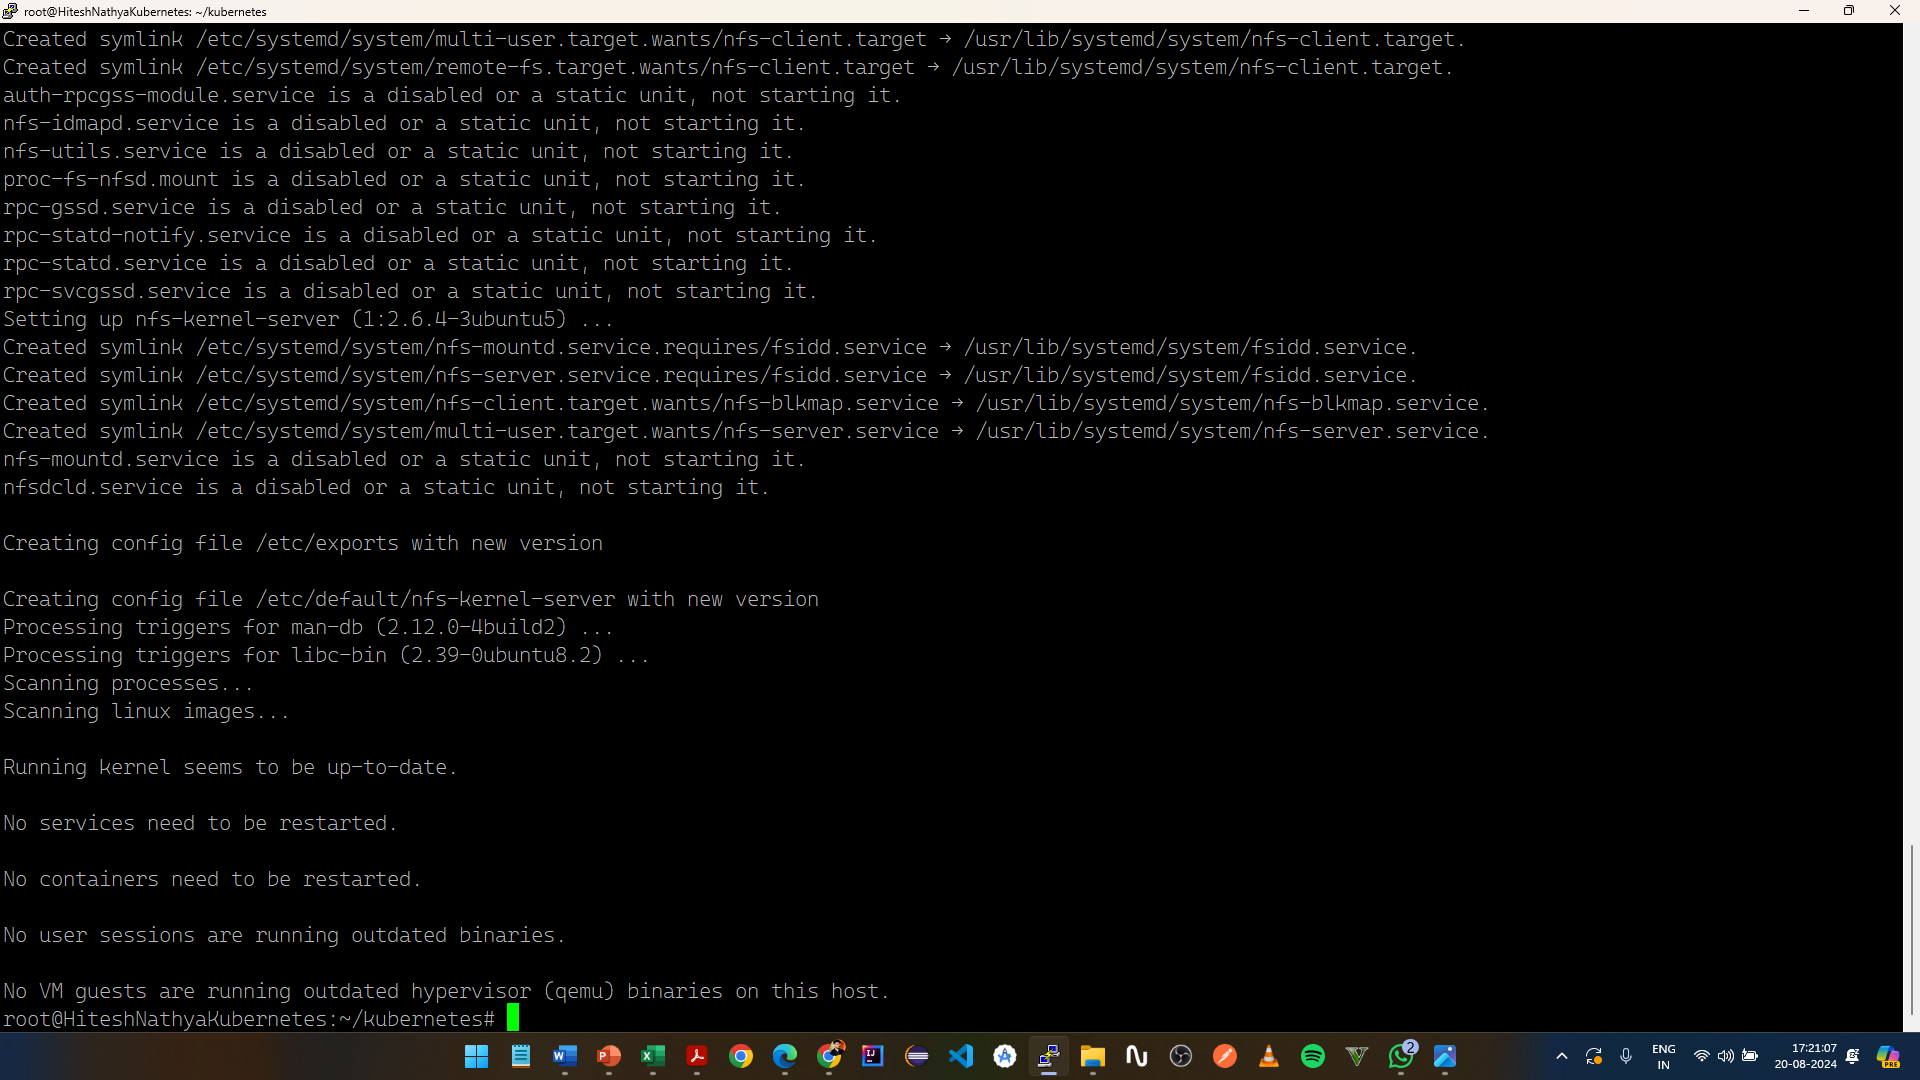 root@HiteshNathyaKubernetes: ~/kubernetes
Created symlink /etc/systemd/system/multi-user.target.wants/nfs-client.target → /usr/lib/systemd/system/nfs-client.target.
Created symlink /etc/systemd/system/remote-fs.target.wants/nfs-client.target → /usr/lib/systemd/system/nfs-client.target.
auth-rpcgss-module.service is a disabled or a static unit, not starting it.
nfs-idmapd.service is a disabled or a static unit, not starting it.
nfs-utils.service is a disabled or a static unit, not starting it.
proc-fs-nfsd.mount is a disabled or a static unit, not starting it.
rpc-gssd.service is a disabled or a static unit, not starting it.
rpc-statd-notify.service is a disabled or a static unit, not starting it.
rpc-statd.service is a disabled or a static unit, not starting it.
rpc-svcgssd.service is a disabled or a static unit, not starting it.
Setting up nfs-kernel-server (1:2.6.4-3ubuntu5) ...
Created symlink /etc/systemd/system/nfs-mountd.service.requires/fsidd.service → /usr/lib/systemd/system/fsidd.service.
Created symlink /etc/systemd/system/nfs-server.service.requires/fsidd.service → /usr/lib/systemd/system/fsidd.service.
Created symlink /etc/systemd/system/nfs-client.target.wants/nfs-blkmap.service → /usr/lib/systemd/system/nfs-blkmap.service.
Created symlink /etc/systemd/system/multi-user.target.wants/nfs-server.service → /usr/lib/systemd/system/nfs-server.service.
nfs-mountd.service is a disabled or a static unit, not starting it.
nfsdcld.service is a disabled or a static unit, not starting it.
Creating config file /etc/exports with new version
Creating config file /etc/default/nfs-kernel-server with new version
Processing triggers for man-db (2.12.0-4build2) ...
Processing triggers for libc-bin (2.39-0ubuntu8.2) ...
Scanning processes...
Scanning linux images...
Running kernel seems to be up-to-date.
No services need to be restarted.
No containers need to be restarted.
No user sessions are running outdated binaries.
No VM guests are running outdated hypervisor (qemu) binaries on this host.
root@HiteshNathyaKubernetes:~/kubernetes#
2
ENG
IN
17:21:07
20-08-2024
PRE